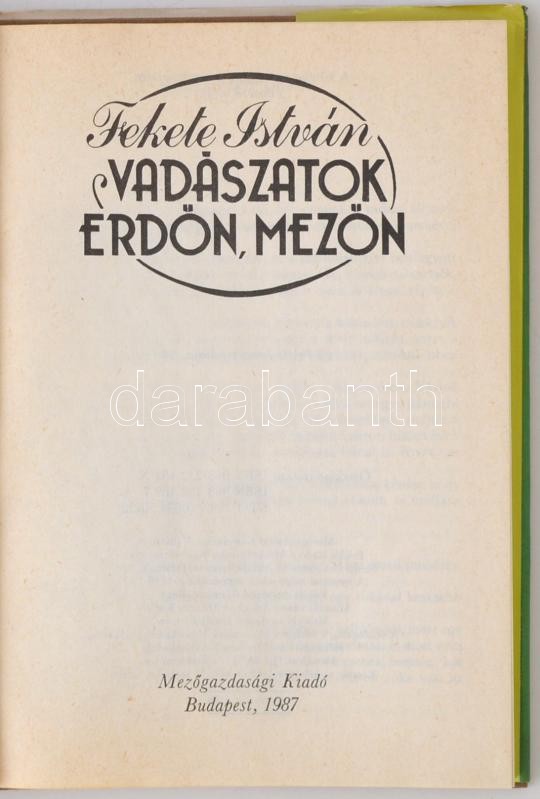 Fekete István
VADÁSZATOK
ERDŐN, MEZŐN
darabanth
Mezőgazdasági Kiadó
Budapest, 1987